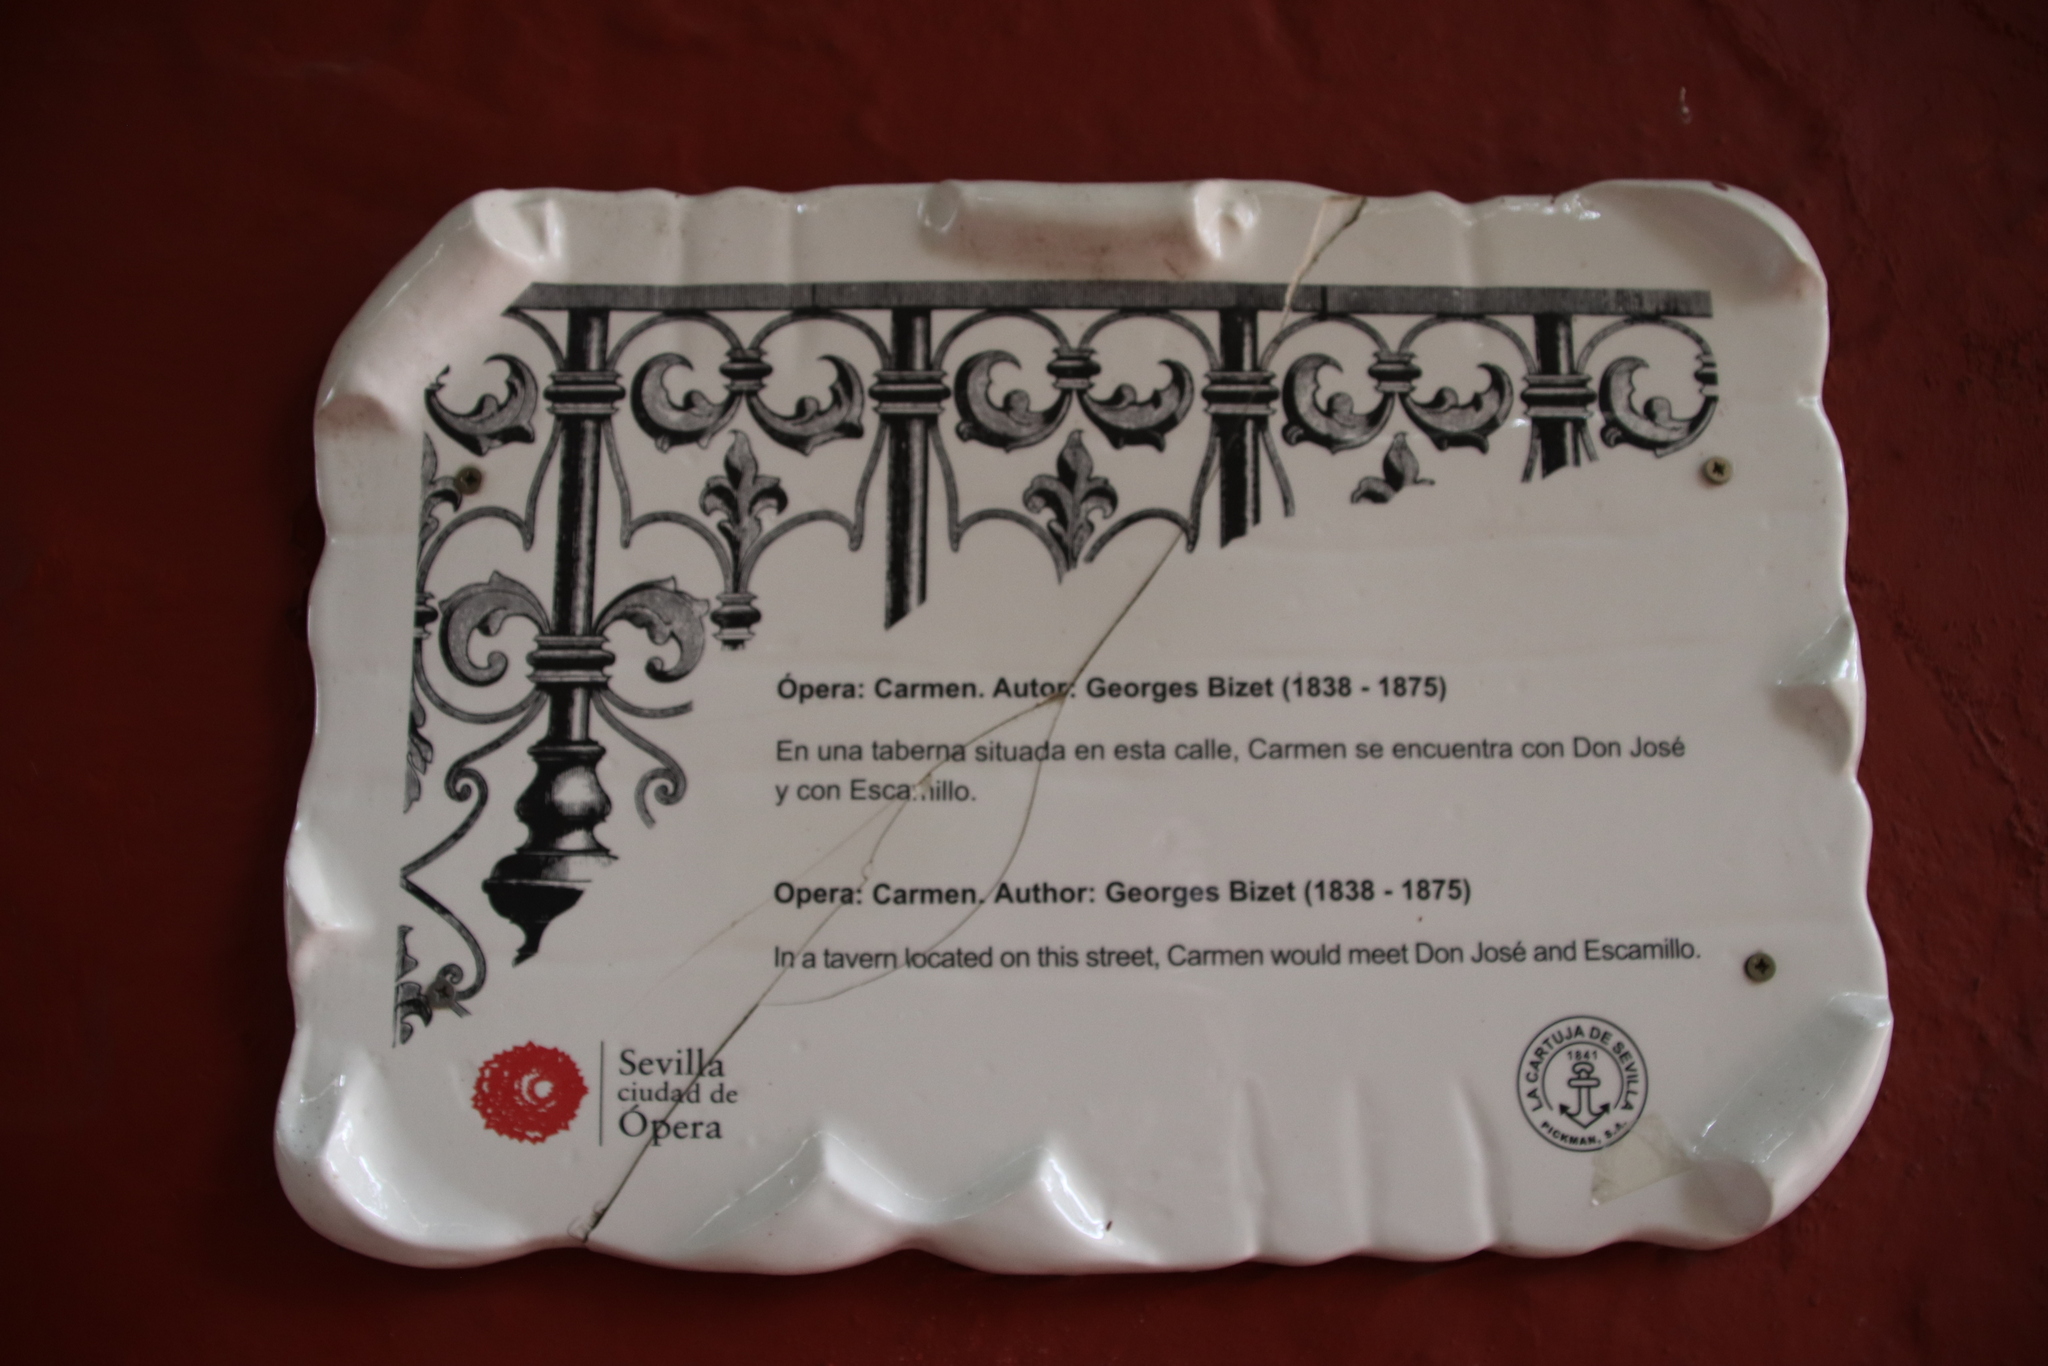 Ópera: Carmen. Autor: Georges Bizet (1838 - 1875)
En una taberna situada en esta calle, Carmen se encuentra con Don José
y con Escamillo.
Opera: Carmen. Author: Georges Bizet (1838 - 1875)
In a tavern located on this street, Carmen would meet Don José and Escamillo.
Sevilla
ciudad de
Ópera
LA CARTUJA DE SEVILLA
1841
PICKMAN, S.A.